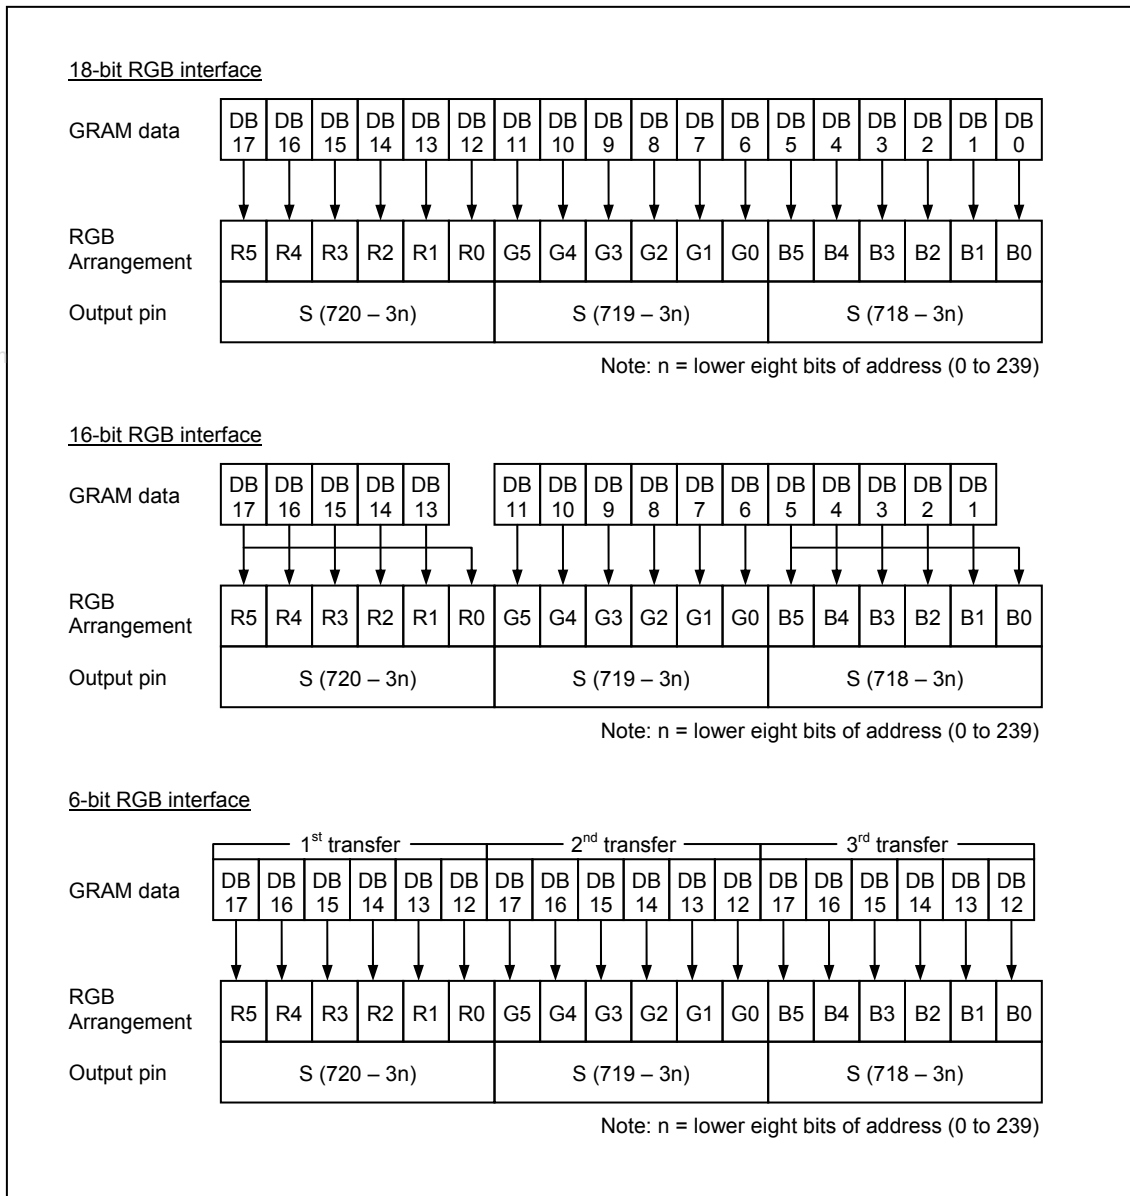 18-bit RGB interface
GRAM data
DB 17 DB 16 DB 15 DB 14 DB 13 DB 12 DB 11 DB 10 DB 9 DB 8 DB 7 DB 6 DB 5 DB 4 DB 3 DB 2 DB 1 DB 0
RGB
Arrangement
R5 R4 R3 R2 R1 R0 G5 G4 G3 G2 G1 G0 B5 B4 B3 B2 B1 B0
Output pin
S (720 – 3n) S (719 – 3n) S (718 – 3n)
Note: n = lower eight bits of address (0 to 239)
16-bit RGB interface
GRAM data
DB 17 DB 16 DB 15 DB 14 DB 13 DB 11 DB 10 DB 9 DB 8 DB 7 DB 6 DB 5 DB 4 DB 3 DB 2 DB 1
RGB
Arrangement
R5 R4 R3 R2 R1 R0 G5 G4 G3 G2 G1 G0 B5 B4 B3 B2 B1 B0
Output pin
S (720 – 3n) S (719 – 3n) S (718 – 3n)
Note: n = lower eight bits of address (0 to 239)
6-bit RGB interface
1st transfer 2nd transfer 3rd transfer
GRAM data
DB 17 DB 16 DB 15 DB 14 DB 13 DB 12 DB 17 DB 16 DB 15 DB 14 DB 13 DB 12 DB 17 DB 16 DB 15 DB 14 DB 13 DB 12
RGB
Arrangement
R5 R4 R3 R2 R1 R0 G5 G4 G3 G2 G1 G0 B5 B4 B3 B2 B1 B0
Output pin
S (720 – 3n) S (719 – 3n) S (718 – 3n)
Note: n = lower eight bits of address (0 to 239)